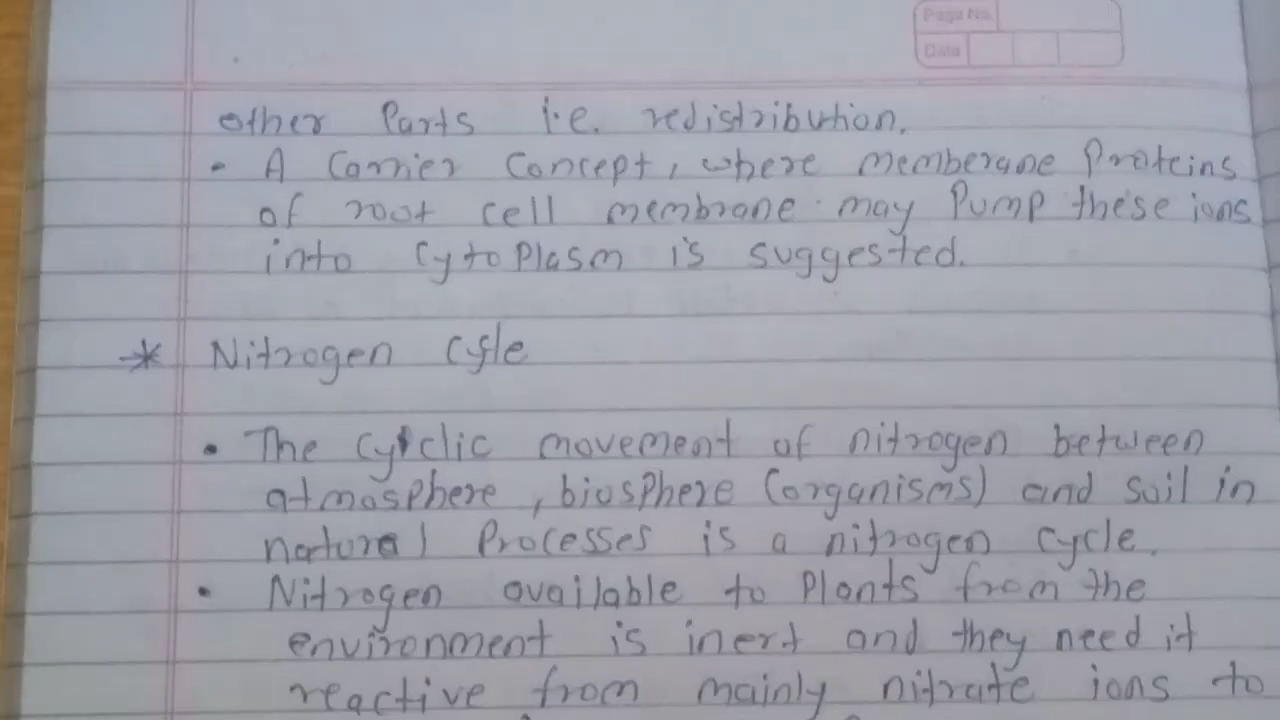 Page No.
Date
other Parts i.e. redistribution.
• A Carrier Concept, where memberane Proteins
of root cell membrane may Pump these ions
into CytoPlasm is suggested.
* Nitrogen Cycle
• The Cyclic movement of nitrogen between
atmosphere, biosphere (organisms) and soil in
natural Processes is a nitrogen cycle.
• Nitrogen available to Plants from the
environment is inert and they need it
reactive from mainly nitrate ions to